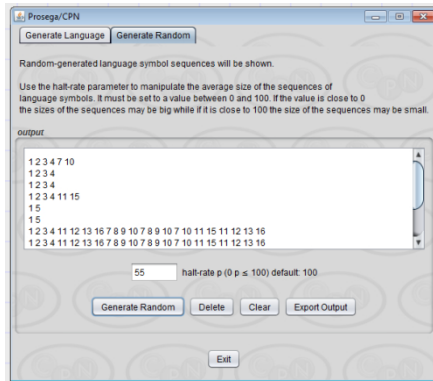 Prosega/CPN
Generate Language Generate Random
Random-generated language symbol sequences will be shown.
Use the halt-rate parameter to manipulate the average size of the sequences of
language symbols. It must be set to a value between 0 and 100. If the value is close to 0
the sizes of the sequences may be big while if it is close to 100 the size of the sequences may be small.
output
1 2 3 4 7 10
1 2 3 4
1 2 3 4
1 2 3 4 11 15
1 5
1 5
1 2 3 4 11 12 13 16 7 8 9 10 7 8 9 10 7 10 11 15 11 12 13 16
1 2 3 4 11 12 13 16 7 8 9 10 7 8 9 10 7 10 11 15 11 12 13 16
55 halt-rate p (0 p ≤ 100) default: 100
Generate Random Delete Clear Export Output
Exit